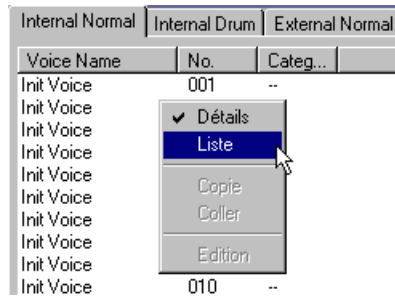 Internal Normal Internal Drum External Normal
Voice Name No. Categ...
Init Voice 001 --
Init Voice
Init Voice Détails
Init Voice Liste
Init Voice
Init Voice Copie
Init Voice Coller
Init Voice
Init Voice Edition
Init Voice 010 --